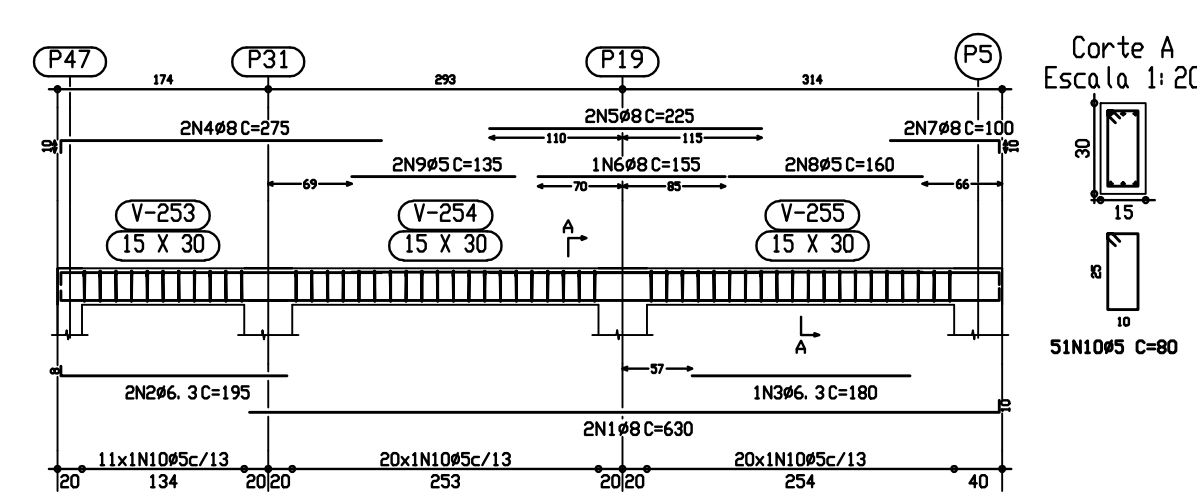 P47 P31 P19 P5 Corte A
Escala 1:20
174 293 314
2N5ø8 C=225
2N4ø8 C=275 2N7ø8 C=100
110 115
10 10
30
2N9ø5 C=135 1N6ø8 C=155 2N8ø5 C=160
69 70 85 66
15
V-253 V-254 V-255
15 X 30 15 X 30 15 X 30
A
25
10
A
51N10ø5 C=80
8 57
2N2ø6.3 C=195 1N3ø6.3 C=180
10
2N1ø8 C=630
11x1N10ø5c/13 20x1N10ø5c/13 20x1N10ø5c/13
20 134 20 20 253 20 20 254 40